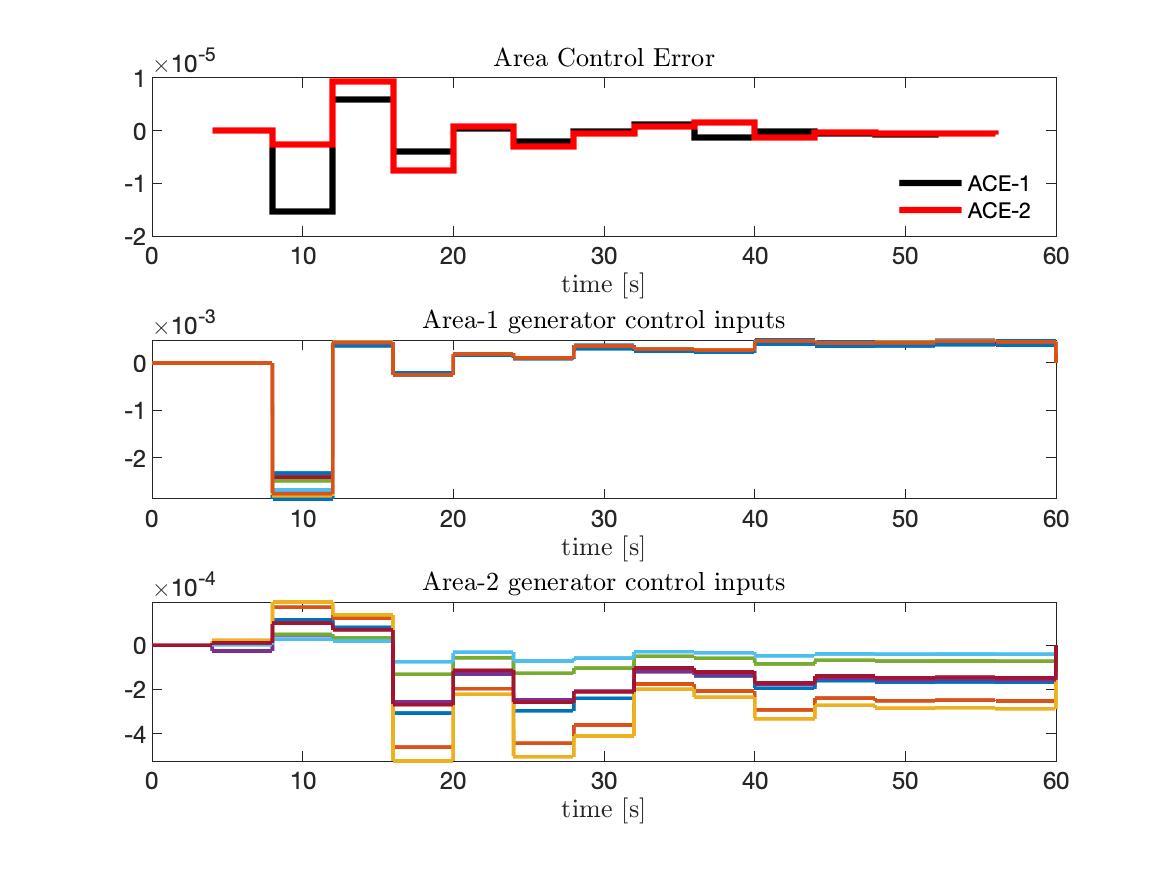 ×10-5
Area Control Error
1
0
-1
-2
ACE-1
ACE-2
0 10 20 30 40 50 60
time [s]
×10-3
Area-1 generator control inputs
0
-1
-2
0 10 20 30 40 50 60
time [s]
×10-4
Area-2 generator control inputs
0
-2
-4
0 10 20 30 40 50 60
time [s]